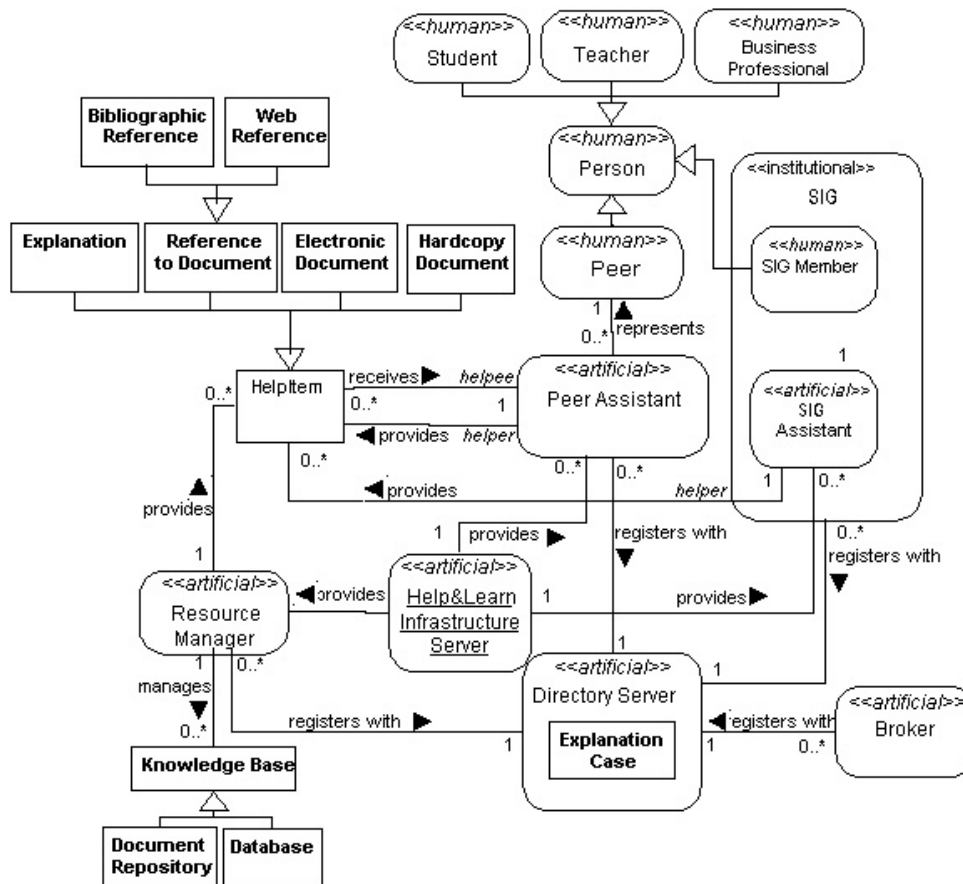 <<human>>
Student
<<human>>
Teacher
<<human>>
Business
Professional
Bibliographic
Reference
Web
Reference
<<human>>
Person
<<institutional>>
SIG
<<human>>
SIG Member
Explanation
Reference
to Document
Electronic
Document
Hardcopy
Document
<<human>>
Peer
1
0..*
represents
1
<<artificial>>
SIG
Assistant
<<artificial>>
Peer Assistant
HelpItem
0..*
receives
helpee
0..*
1
provides
helper
0..*
0..*
0..*
provides
helper
1
0..*
provides
1
provides
registers with
0..*
registers with
1
<<artificial>>
Resource
Manager
provides
<<artificial>>
Help&Learn
Infrastructure
Server
1
provides
1
0..*
manages
0..*
registers with
1
1
<<artificial>>
Directory Server
Explanation
Case
1
egisters with
1
0..*
<<artificial>>
Broker
Knowledge Base
Document
Repository
Database